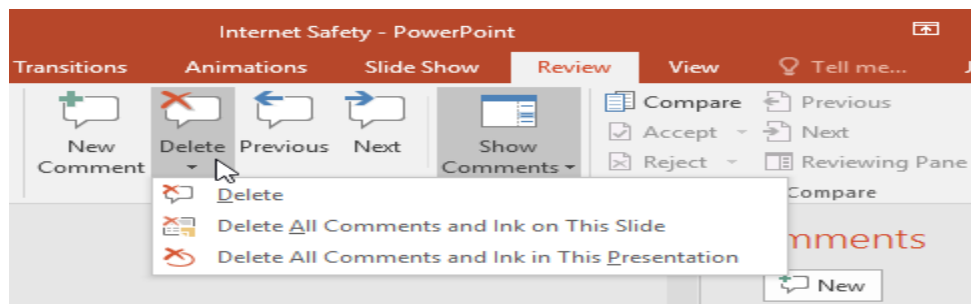 Internet Safety - PowerPoint
Transitions Animations Slide Show Review View Tell me...
New Comment
Delete
Previous
Next
Show Comments
Compare
Accept
Reject
Previous
Next
Reviewing Pane
Compare
Delete
Delete All Comments and Ink on This Slide
Delete All Comments and Ink in This Presentation
mments
New